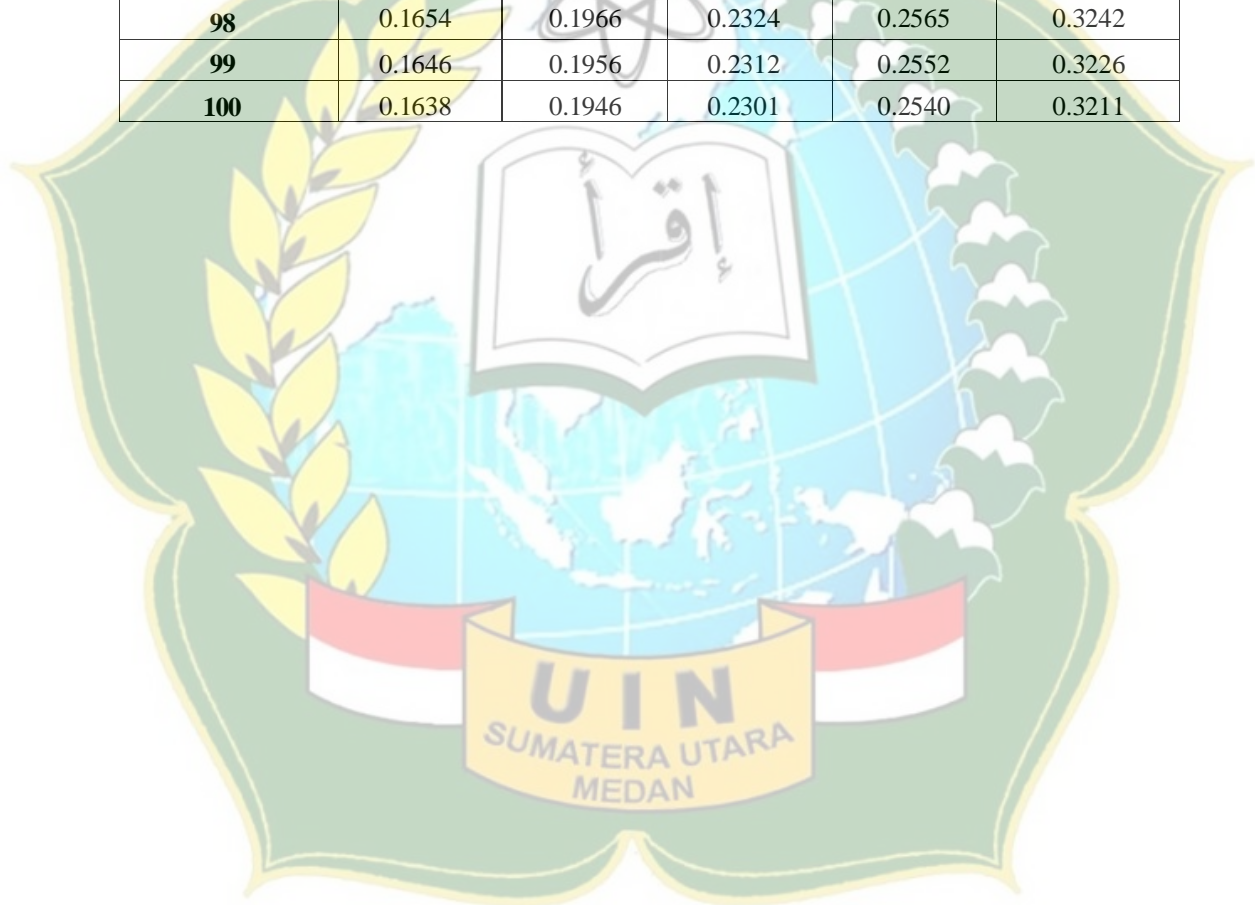 98 0.1654 0.1966 0.2324 0.2565 0.3242
99 0.1646 0.1956 0.2312 0.2552 0.3226
100 0.1638 0.1946 0.2301 0.2540 0.3211
إقرأ
UIN
SUMATERA UTARA
MEDAN